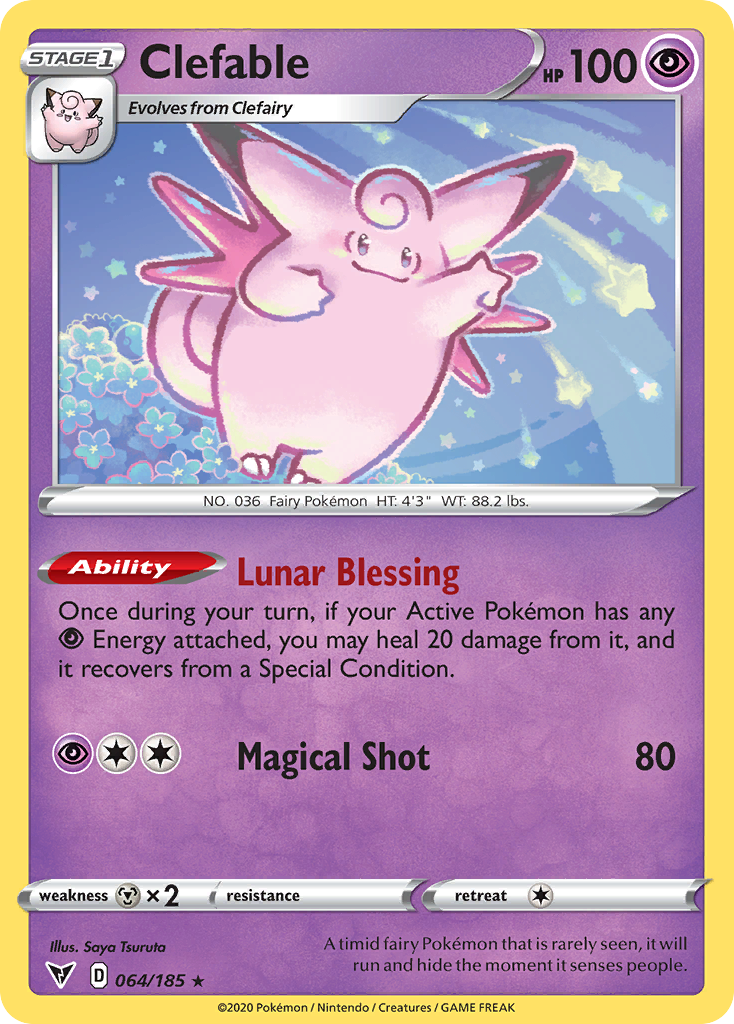 STAGE1
Clefable
HP 100
Evolves from Clefairy
NO. 036 Fairy Pokémon HT: 4'3" WT: 88.2 lbs.
Ability Lunar Blessing
Once during your turn, if your Active Pokémon has any
Energy attached, you may heal 20 damage from it, and
it recovers from a Special Condition.
Magical Shot 80
weakness ×2 resistance retreat
Illus. Saya Tsuruta
A timid fairy Pokémon that is rarely seen, it will
run and hide the moment it senses people.
D 064/185 ★
©2020 Pokémon / Nintendo / Creatures / GAME FREAK